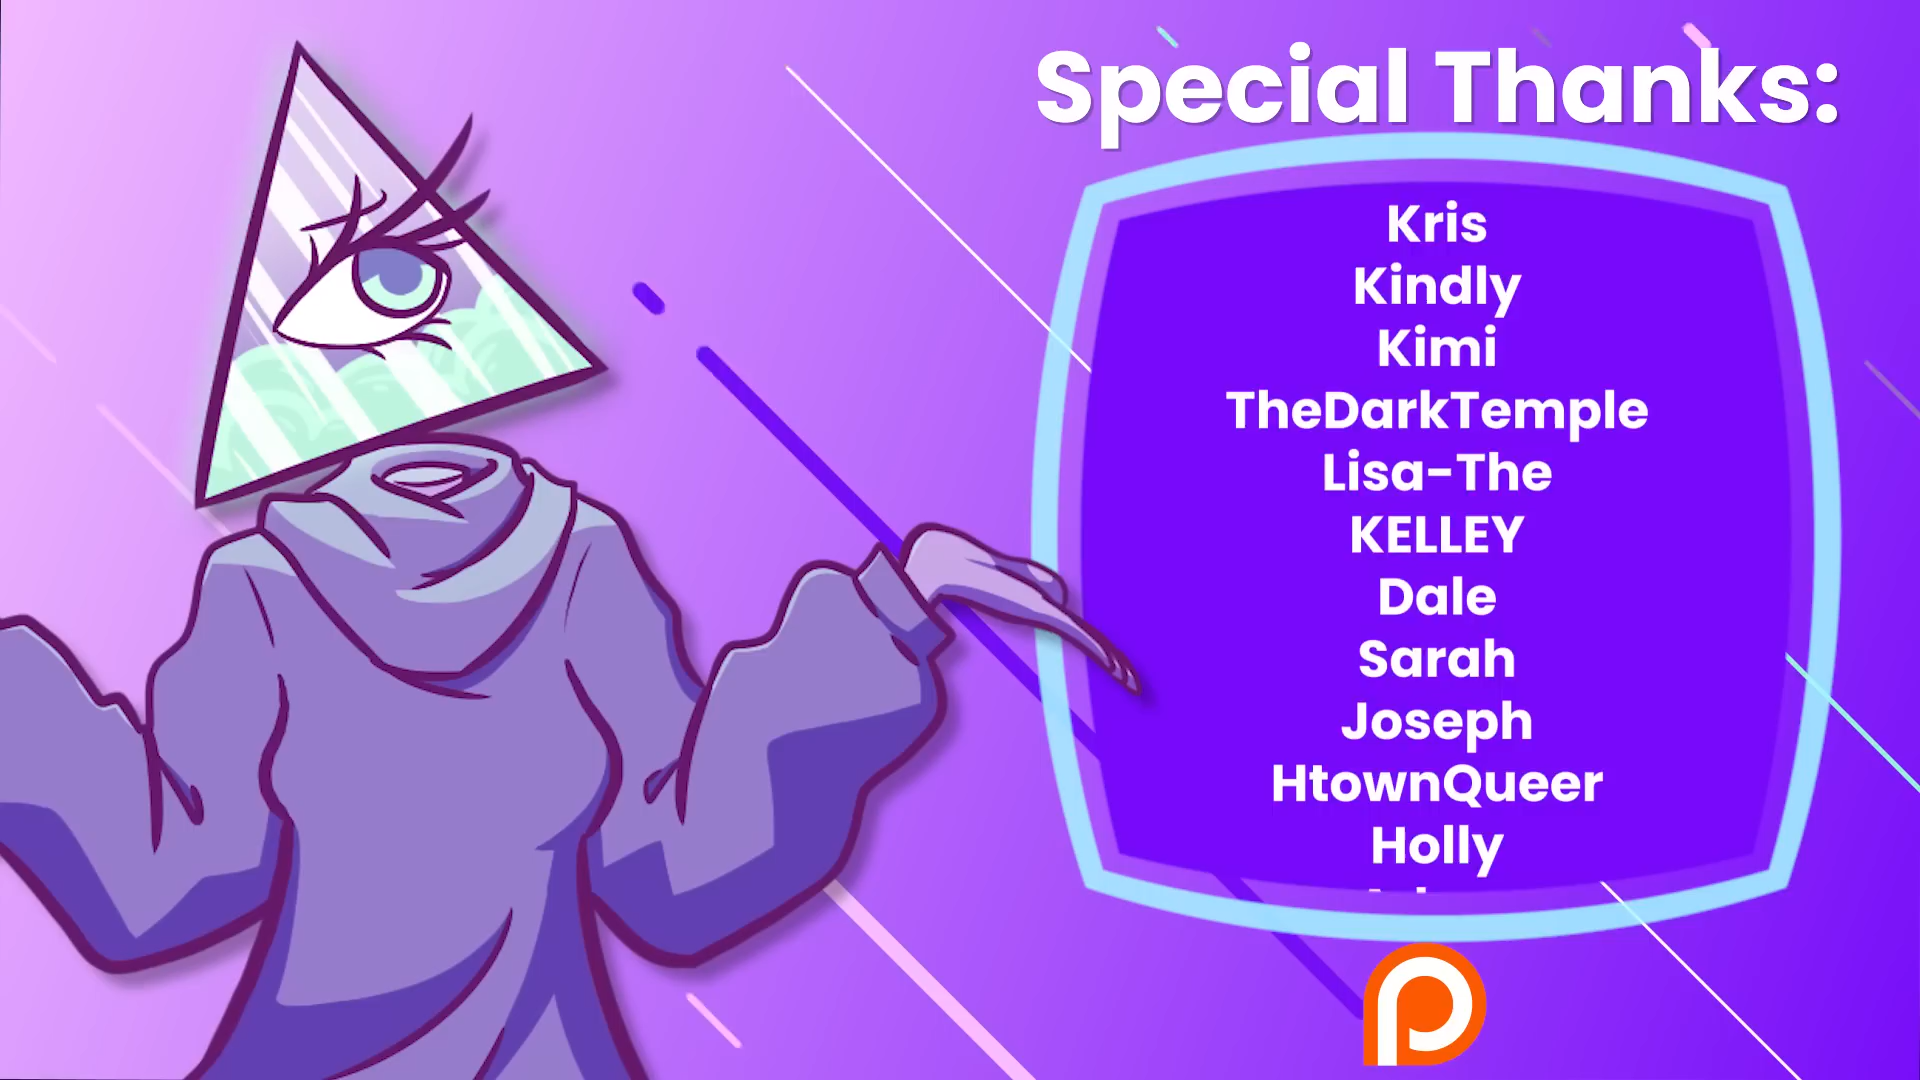 Special Thanks:
Kris
Kindly
Kimi
TheDarkTemple
Lisa-The
KELLEY
Dale
Sarah
Joseph
HtownQueer
Holly